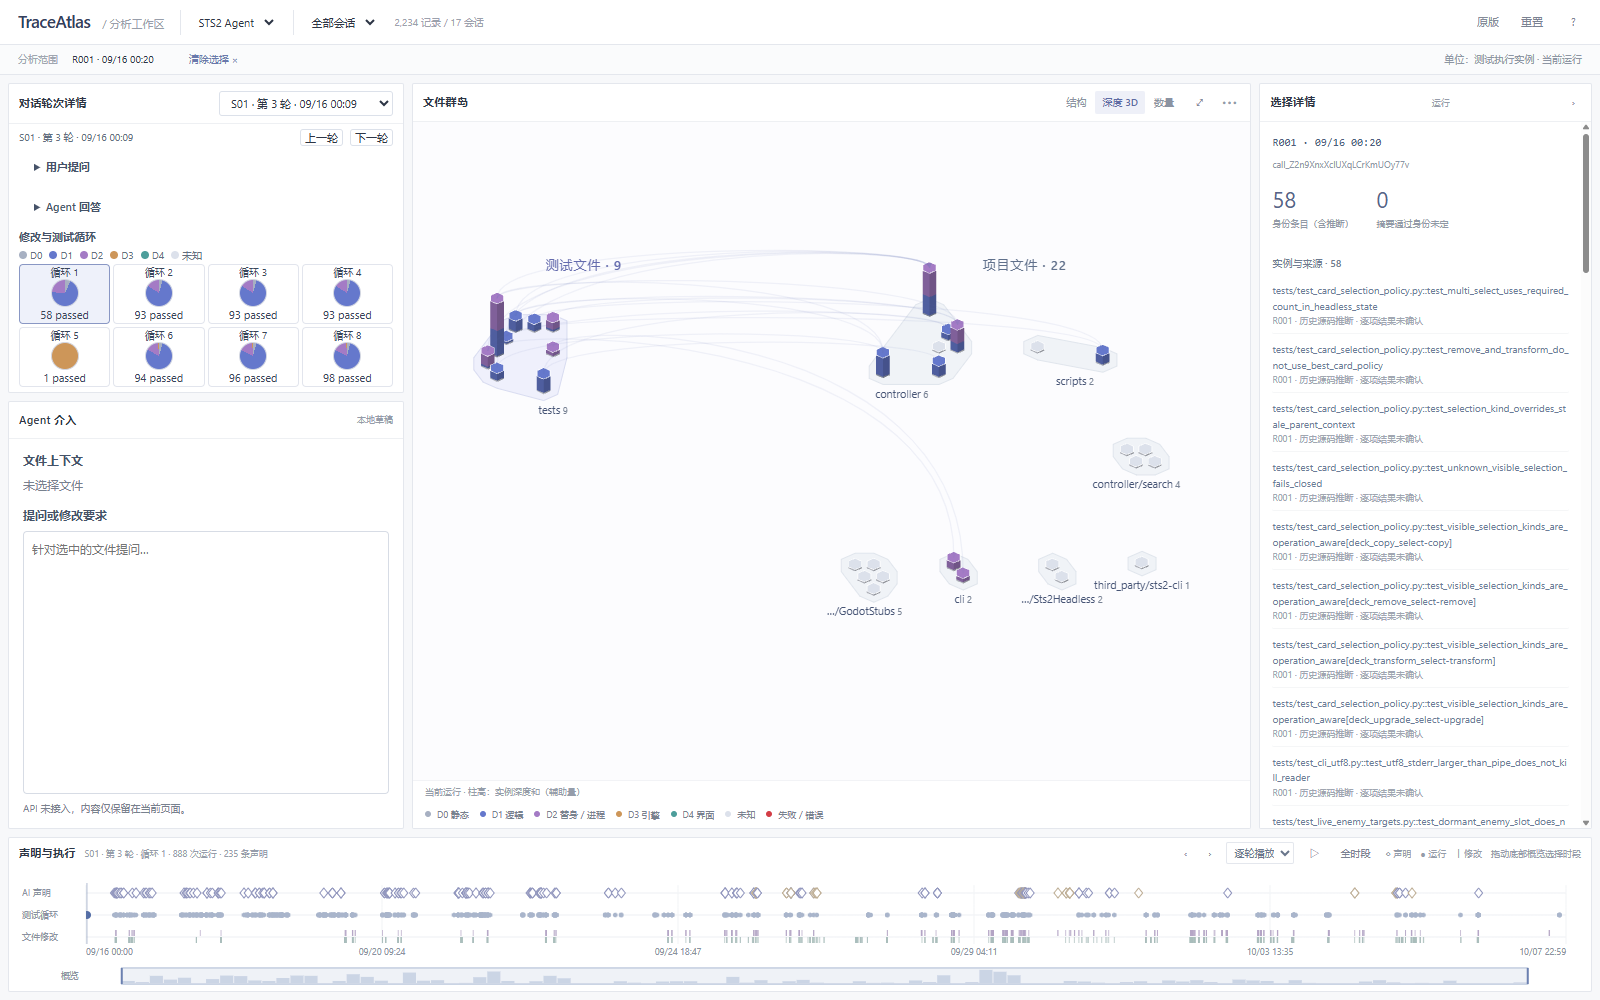 TraceAtlas / 分析工作区 STS2 Agent 全部会话 2,234 记录 / 17 会话 原版 重置 ?
分析范围 R001 · 09/16 00:20 清除选择 × 单位: 测试执行实例 · 当前运行
对话轮次详情 S01 · 第 3 轮 · 09/16 00:09
S01 · 第 3 轮 · 09/16 00:09 上一轮 下一轮
▶ 用户提问
▶ Agent 回答
修改与测试循环
D0 D1 D2 D3 D4 未知
循环 1 循环 2 循环 3 循环 4
58 passed 93 passed 93 passed 93 passed
循环 5 循环 6 循环 7 循环 8
1 passed 94 passed 96 passed 98 passed
Agent 介入 本地草稿
文件上下文
未选择文件
提问或修改要求
针对选中的文件提问...
API 未接入，内容仅保留在当前页面。
文件群岛 结构 深度 3D 数量
测试文件 · 9 项目文件 · 22
tests 9
controller 6
scripts 2
controller/search 4
.../GodotStubs 5
cli 2
.../Sts2Headless 2
third_party/sts2-cli 1
当前运行 · 柱高：实例深度和（辅助量）
D0 静态 D1 逻辑 D2 替身 / 进程 D3 引擎 D4 界面 未知 失败 / 错误
选择详情 运行 ›
R001 · 09/16 00:20
call_Z2n9XnxXclUXqLCrKmUOy77v
58 0
身份条目（含推断） 摘要通过身份未定
实例与来源 · 58
tests/test_card_selection_policy.py::test_multi_select_uses_required_
count_in_headless_state
R001 · 历史源码推断 · 逐项结果未确认
tests/test_card_selection_policy.py::test_remove_and_transform_do_
not_use_best_card_policy
R001 · 历史源码推断 · 逐项结果未确认
tests/test_card_selection_policy.py::test_selection_kind_overrides_st
ale_parent_context
R001 · 历史源码推断 · 逐项结果未确认
tests/test_card_selection_policy.py::test_unknown_visible_selection_
fails_closed
R001 · 历史源码推断 · 逐项结果未确认
tests/test_card_selection_policy.py::test_visible_selection_kinds_are_
operation_aware[deck_copy_select-copy]
R001 · 历史源码推断 · 逐项结果未确认
tests/test_card_selection_policy.py::test_visible_selection_kinds_are_
operation_aware[deck_remove_select-remove]
R001 · 历史源码推断 · 逐项结果未确认
tests/test_card_selection_policy.py::test_visible_selection_kinds_are_
operation_aware[deck_transform_select-transform]
R001 · 历史源码推断 · 逐项结果未确认
tests/test_card_selection_policy.py::test_visible_selection_kinds_are_
operation_aware[deck_upgrade_select-upgrade]
R001 · 历史源码推断 · 逐项结果未确认
tests/test_cli_utf8.py::test_utf8_stderr_larger_than_pipe_does_not_ki
ll_reader
R001 · 历史源码推断 · 逐项结果未确认
tests/test_live_enemy_targets.py::test_dormant_enemy_slot_does_n
声明与执行 S01 · 第 3 轮 · 循环 1 · 888 次运行 · 235 条声明 ‹ › 逐轮播放 ▷ 全时段 声明 运行 修改 拖动底部概览选择时段
AI 声明
测试循环
文件修改
09/16 00:00 09/20 09:24 09/24 18:47 09/29 04:11 10/03 13:35 10/07 22:59
概览